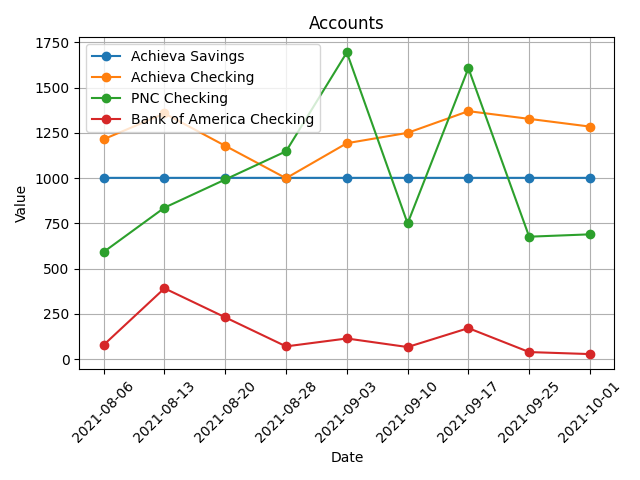 Accounts
Achieva Savings
Achieva Checking
PNC Checking
Bank of America Checking
1750
1500
1250
1000
750
500
250
0
Value
2021-08-06
2021-08-13
2021-08-20
2021-08-28
2021-09-03
2021-09-10
2021-09-17
2021-09-25
2021-10-01
Date